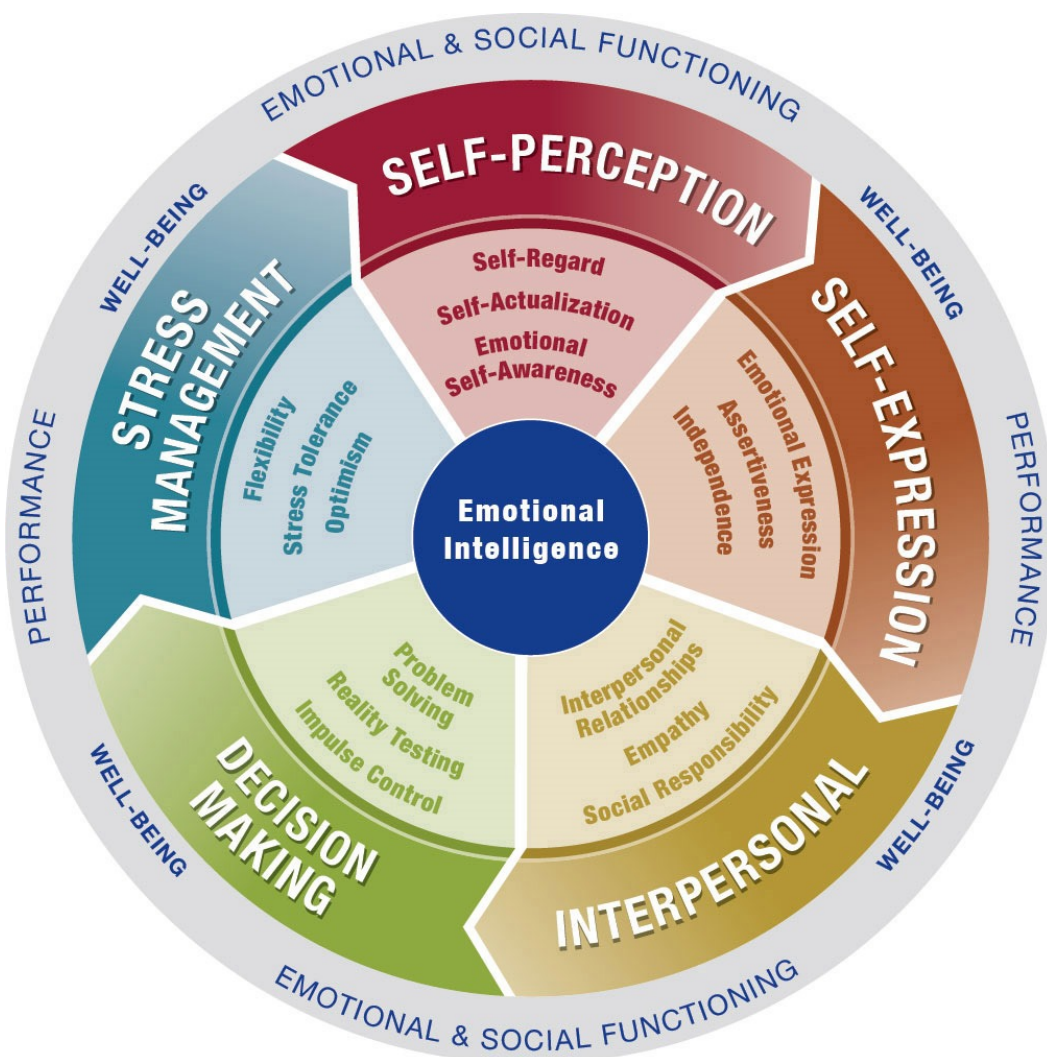 EMOTIONAL & SOCIAL FUNCTIONING
WELL-BEING
WELL-BEING
PERFORMANCE
PERFORMANCE
WELL-BEING
WELL-BEING
EMOTIONAL & SOCIAL FUNCTIONING
SELF-PERCEPTION
Self-Regard
Self-Actualization
Emotional
Self-Awareness
SELF-EXPRESSION
Emotional Expression
Assertiveness
Independence
INTERPERSONAL
Interpersonal
Relationships
Empathy
Social Responsibility
DECISION
MAKING
Problem
Solving
Reality Testing
Impulse Control
STRESS
MANAGEMENT
Flexibility
Stress Tolerance
Optimism
Emotional
Intelligence